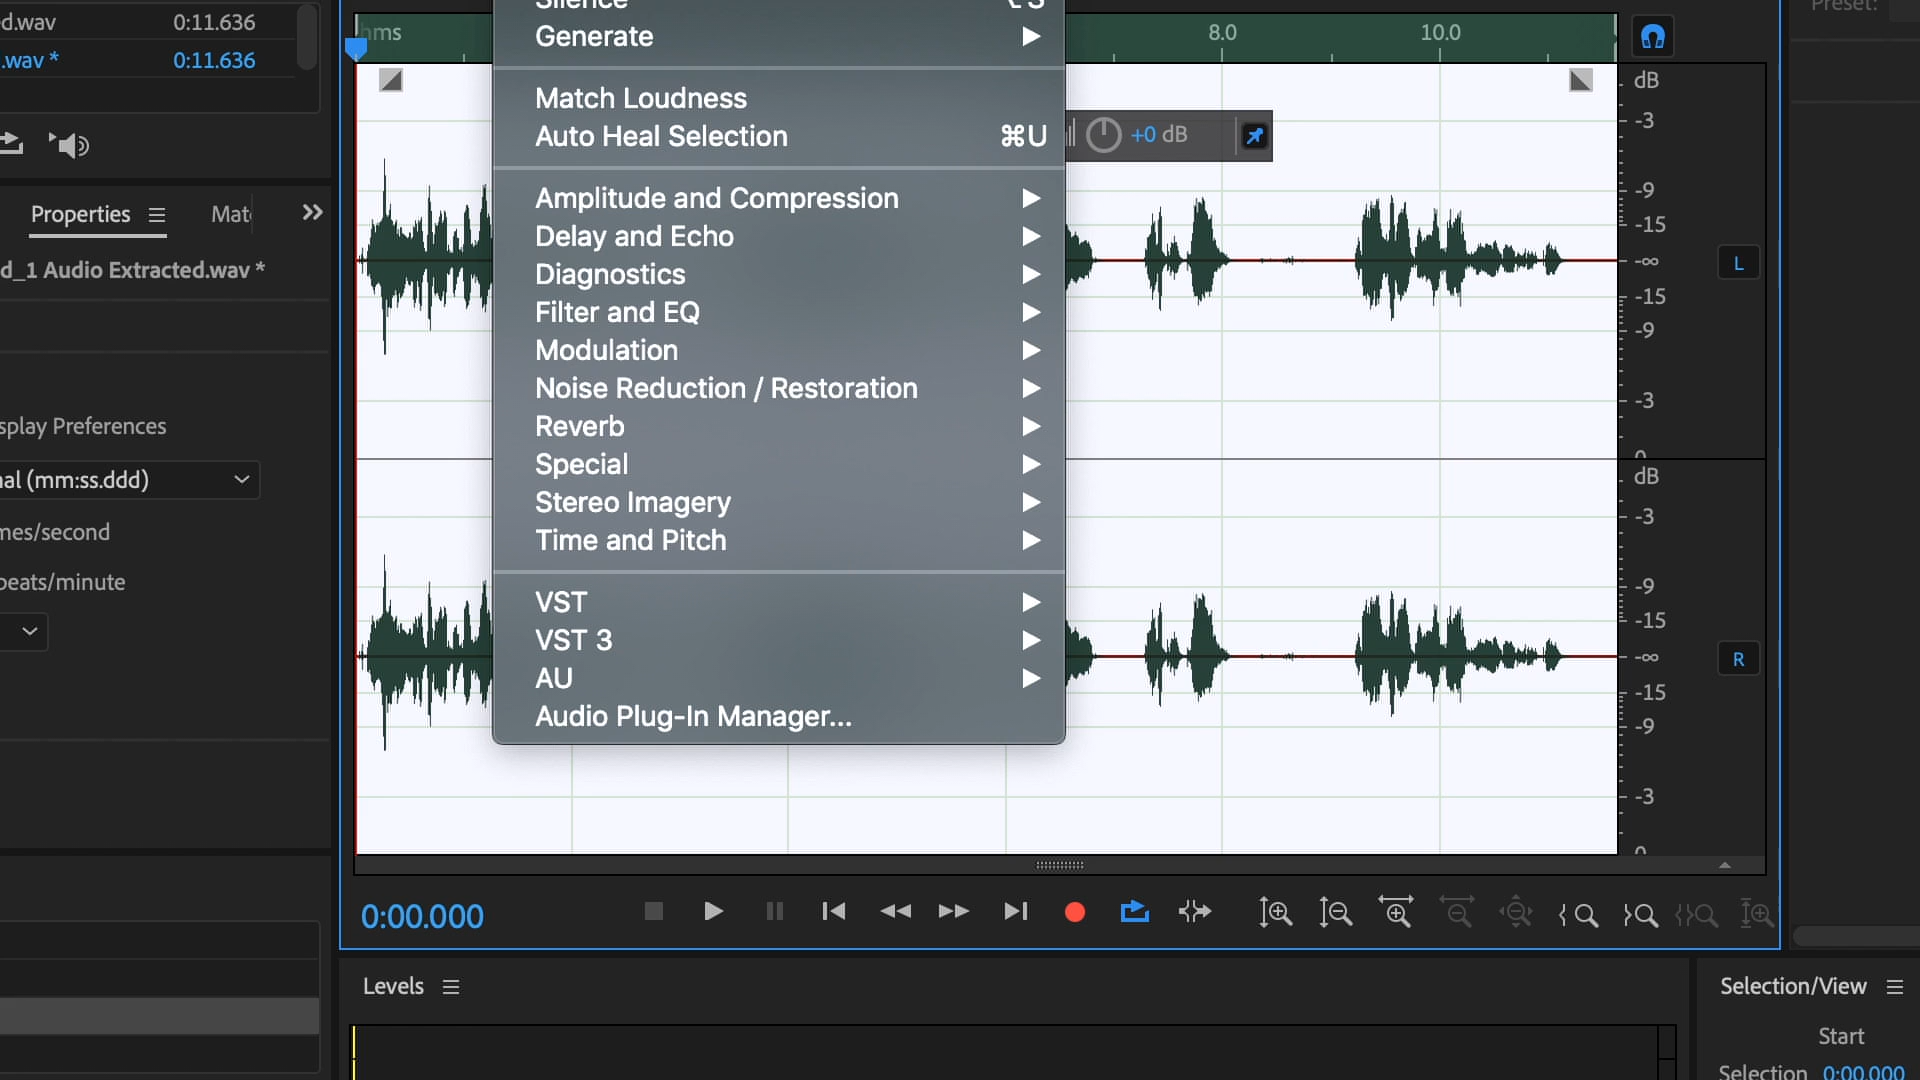 d.wav 0:11.636
.wav * 0:11.636
Properties
d_1 Audio Extracted.wav *
splay Preferences
al (mm:ss.ddd)
mes/second
beats/minute
Silence
Generate
Match Loudness
Auto Heal Selection ⌘U
Amplitude and Compression
Delay and Echo
Diagnostics
Filter and EQ
Modulation
Noise Reduction / Restoration
Reverb
Special
Stereo Imagery
Time and Pitch
VST
VST 3
AU
Audio Plug-In Manager...
hms 8.0 10.0
+0 dB
dB
-3
-9
-15
-∞
-15
-9
-3
L
dB
-3
-9
-15
-∞
-15
-9
-3
R
0:00.000
Levels
Preset:
Selection/View
Start
Selection 0:00.000